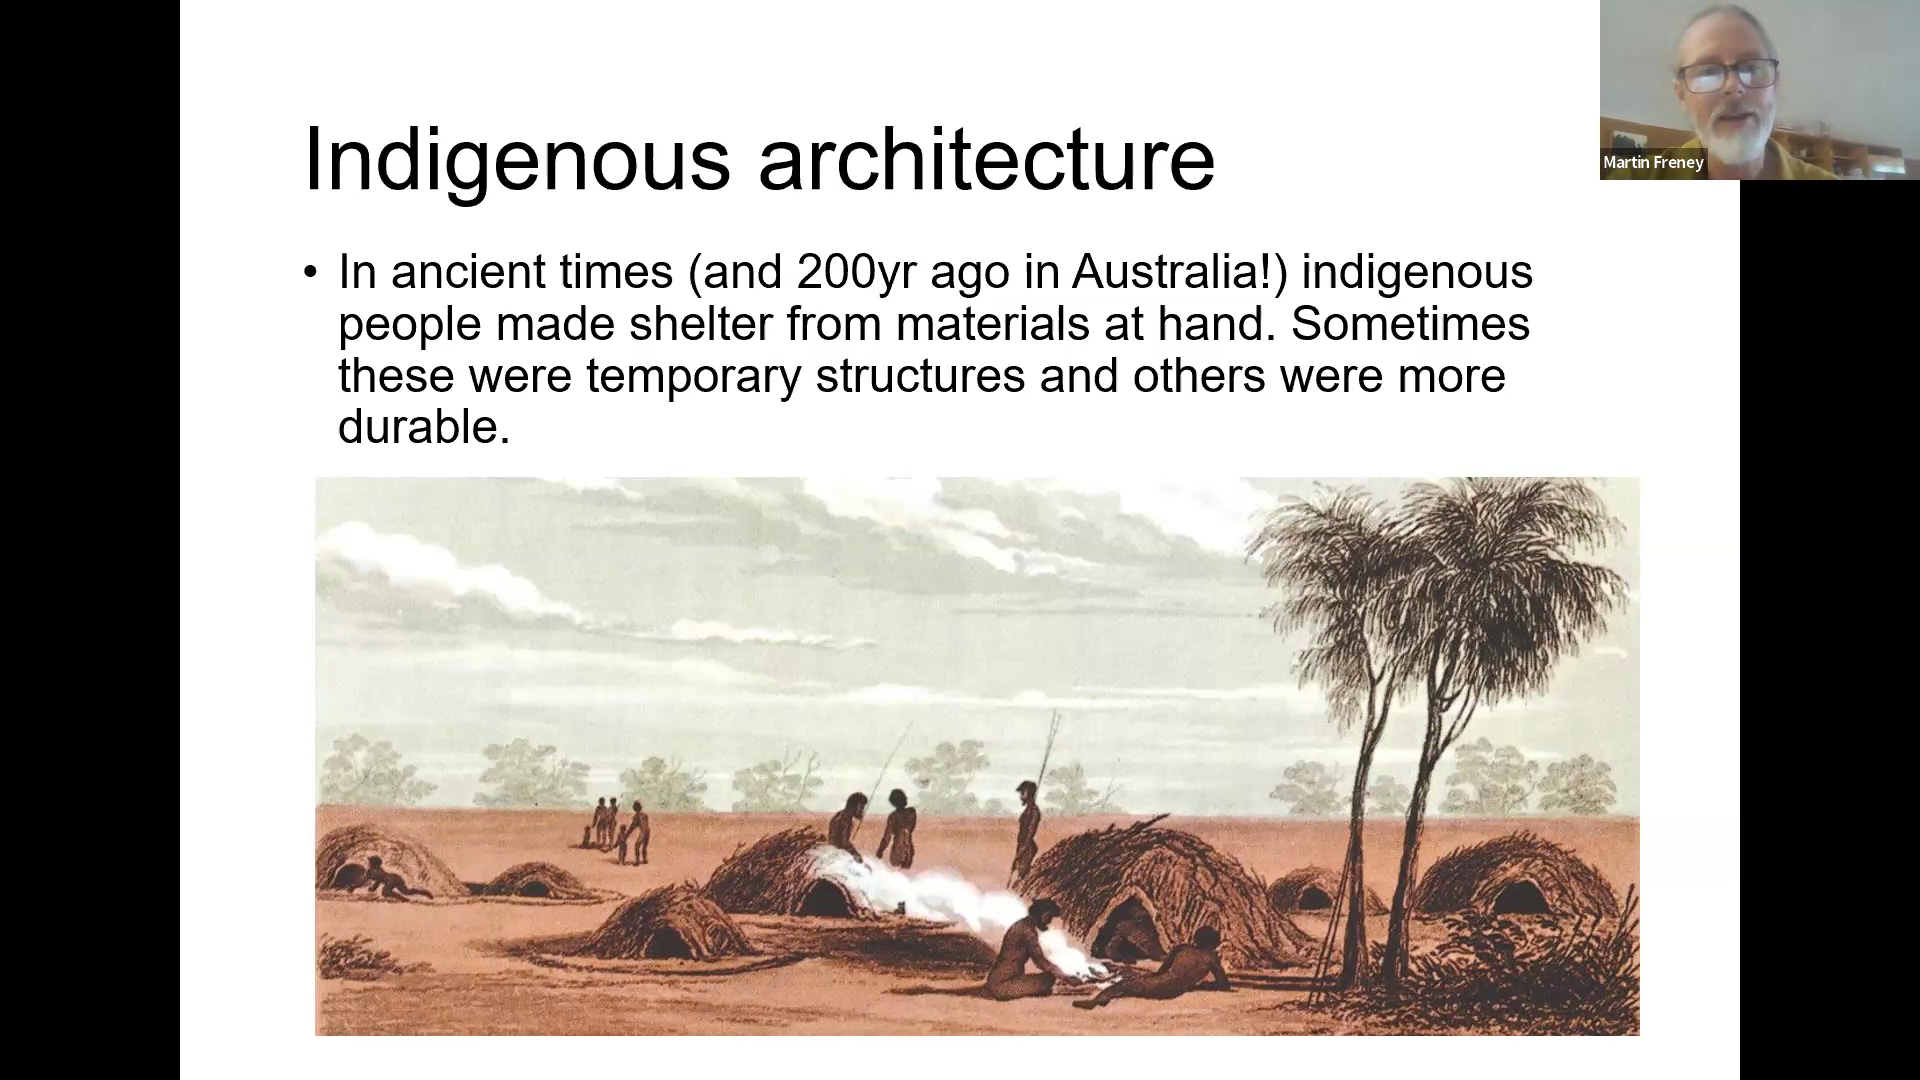 Indigenous architecture
• In ancient times (and 200yr ago in Australia!) indigenous
people made shelter from materials at hand. Sometimes
these were temporary structures and others were more
durable.
Martin Freney